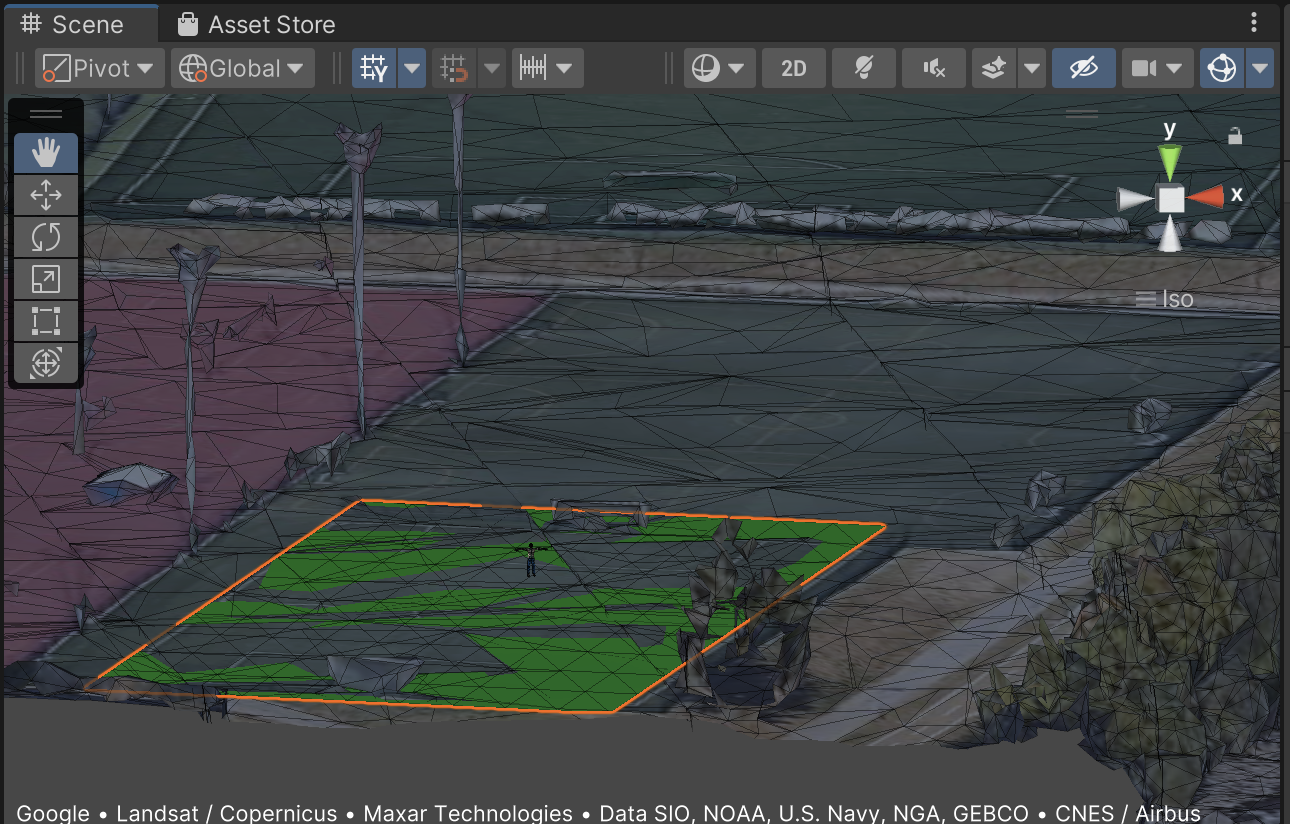 Scene
Asset Store
Pivot
Global
2D
y
x
Iso
Google • Landsat / Copernicus • Maxar Technologies • Data SIO, NOAA, U.S. Navy, NGA, GEBCO • CNES / Airbus